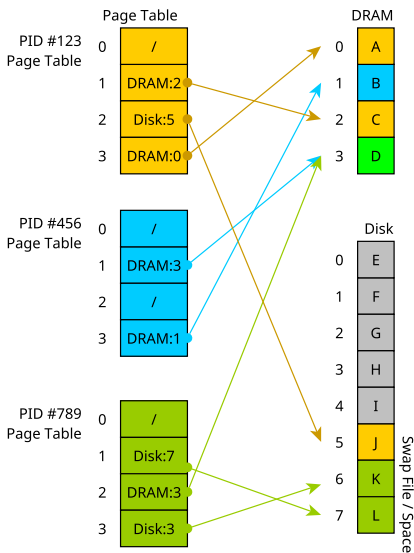 Page Table
DRAM
PID #123
Page Table
0
/
1
DRAM:2
2
Disk:5
3
DRAM:0
0
A
1
B
2
C
3
D
PID #456
Page Table
0
/
1
DRAM:3
2
/
3
DRAM:1
Disk
0
E
1
F
2
G
3
H
4
I
5
J
6
K
7
L
Swap File / Space
PID #789
Page Table
0
/
1
Disk:7
2
DRAM:3
3
Disk:3